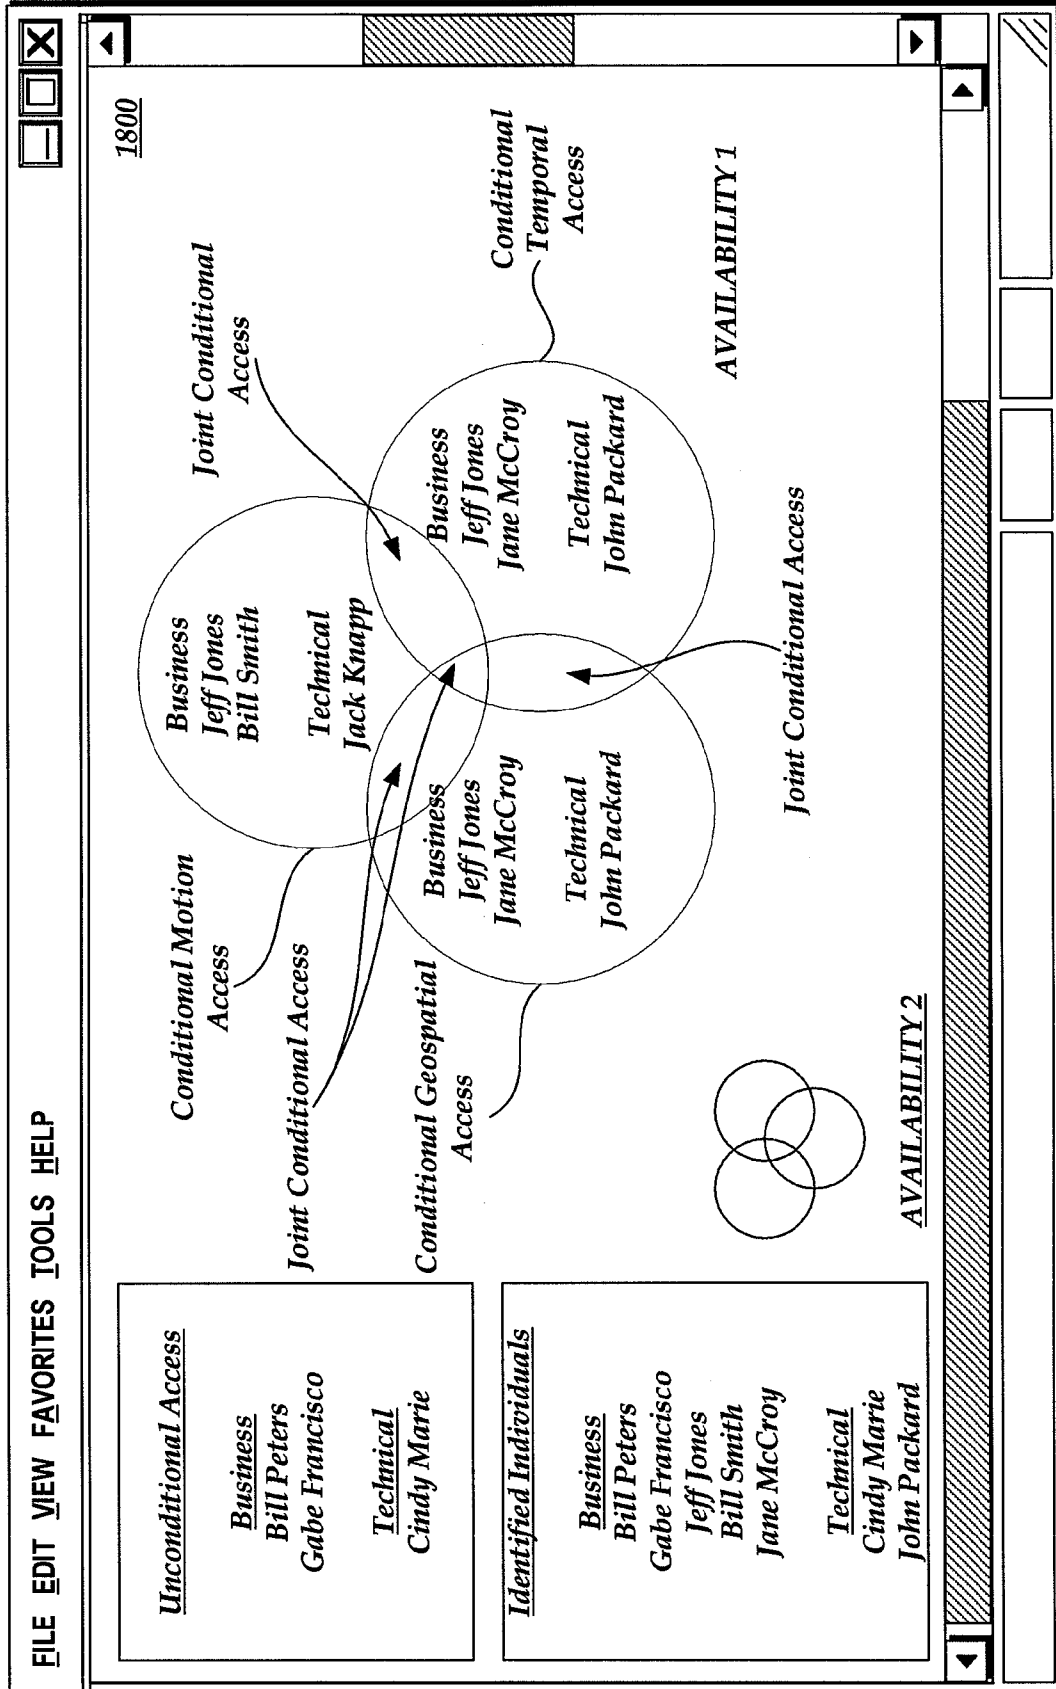 FILE EDIT VIEW FAVORITES TOOLS HELP
1800
Unconditional Access
Business
Bill Peters
Gabe Francisco
Technical
Cindy Marie
Identified Individuals
Business
Bill Peters
Gabe Francisco
Jeff Jones
Bill Smith
Jane McCroy
Technical
Cindy Marie
John Packard
Conditional Motion
Access
Joint Conditional Access
Conditional Geospatial
Access
Business
Jeff Jones
Bill Smith
Technical
Jack Knapp
Joint Conditional
Access
Business
Jeff Jones
Jane McCroy
Technical
John Packard
Business
Jeff Jones
Jane McCroy
Technical
John Packard
Conditional
Temporal
Access
Joint Conditional Access
AVAILABILITY 1
AVAILABILITY 2